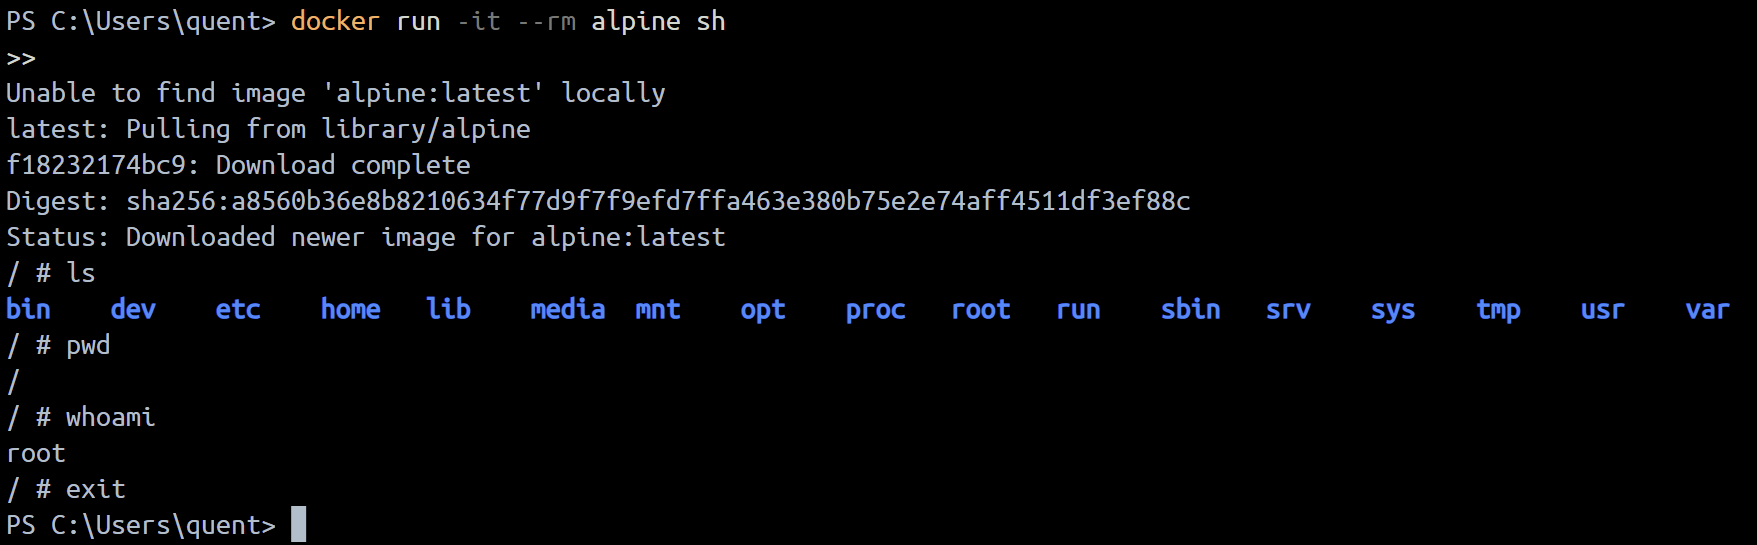 PS C:\Users\quent> docker run -it --rm alpine sh
>>
Unable to find image 'alpine:latest' locally
latest: Pulling from library/alpine
f18232174bc9: Download complete
Digest: sha256:a8560b36e8b8210634f77d9f7f9efd7ffa463e380b75e2e74aff4511df3ef88c
Status: Downloaded newer image for alpine:latest
/ # ls
bin    dev    etc    home   lib    media  mnt    opt    proc   root   run    sbin   srv    sys    tmp    usr    var
/ # pwd
/
/ # whoami
root
/ # exit
PS C:\Users\quent>